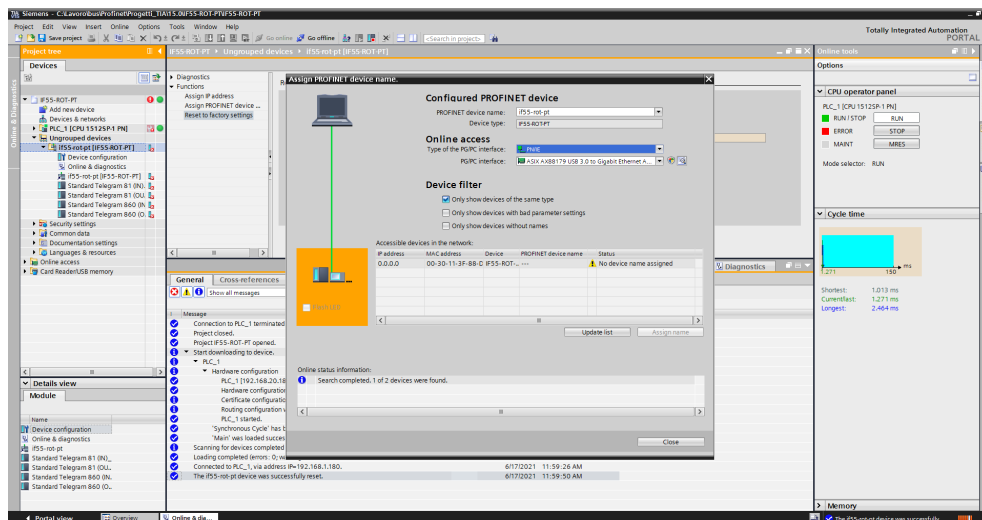 Siemens - C:\Lavoro\bus\Profinet\Progetti_TIA\15.0\IF55-ROT-PT\IF55-ROT-PT
Project Edit View Insert Online Options Tools Window Help
Save project Go online Go offline <Search in project>
Totally Integrated Automation
PORTAL
Project tree
IF55-ROT-PT > Ungrouped devices > if55-rot-pt [IF55-ROT-PT]
Online tools
Devices
Options
Online & Diagnostics
IF55-ROT-PT
Add new device
Devices & networks
PLC_1 [CPU 1512SP-1 PN]
Ungrouped devices
if55-rot-pt [IF55-ROT-PT]
Device configuration
Online & diagnostics
if55-rot-pt [IF55-ROT-PT]
Standard Telegram 81 (IN).
Standard Telegram 81 (OU.
Standard Telegram 860 (IN
Standard Telegram 860 (O.
Security settings
Common data
Documentation settings
Languages & resources
Online access
Card Reader/USB memory
Diagnostics
Functions
Assign IP address
Assign PROFINET device ...
Reset to factory settings
Assign PROFINET device name.
Configured PROFINET device
PROFINET device name: if55-rot-pt
Device type: IF55-ROT-PT
Online access
Type of the PG/PC interface: PN/IE
PG/PC interface: ASIX AX88179 USB 3.0 to Gigabit Ethernet A...
Device filter
Only show devices of the same type
Only show devices with bad parameter settings
Only show devices without names
Accessible devices in the network:
IP address MAC address Device PROFINET device name Status
0.0.0.0 00-30-11-3F-88-D IF55-ROT-... --- No device name assigned
Flash LED
Update list Assign name
Online status information:
Search completed. 1 of 2 devices were found.
Close
CPU operator panel
PLC_1 [CPU 1512SP-1 PN]
RUN / STOP RUN
ERROR STOP
MAINT MRES
Mode selector: RUN
Cycle time
ms
1.271 150
Shortest: 1.013 ms
Current/last: 1.271 ms
Longest: 2.464 ms
Memory
Diagnostics
General Cross-references
Show all messages
! Message
Connection to PLC_1 terminated
Project closed.
Project IF55-ROT-PT opened.
Start downloading to device.
PLC_1
Hardware configuration
PLC_1 [192.168.20.18
Hardware configuration
Certificate configuratio
Routing configuration
PLC_1 started.
'Synchronous Cycle' has b
'Main' was loaded succes
Scanning for devices completed
Loading completed (errors: 0; w
Connected to PLC_1, via address IP=192.168.1.180. 6/17/2021 11:59:26 AM
The if55-rot-pt device was successfully reset. 6/17/2021 11:59:50 AM
Details view
Module
Name
Device configuration
Online & diagnostics
if55-rot-pt
Standard Telegram 81 (IN)_
Standard Telegram 81 (OU..
Standard Telegram 860 (IN..
Standard Telegram 860 (O..
Portal view Overview Online & dia...
The if55-rot-pt device was successfully